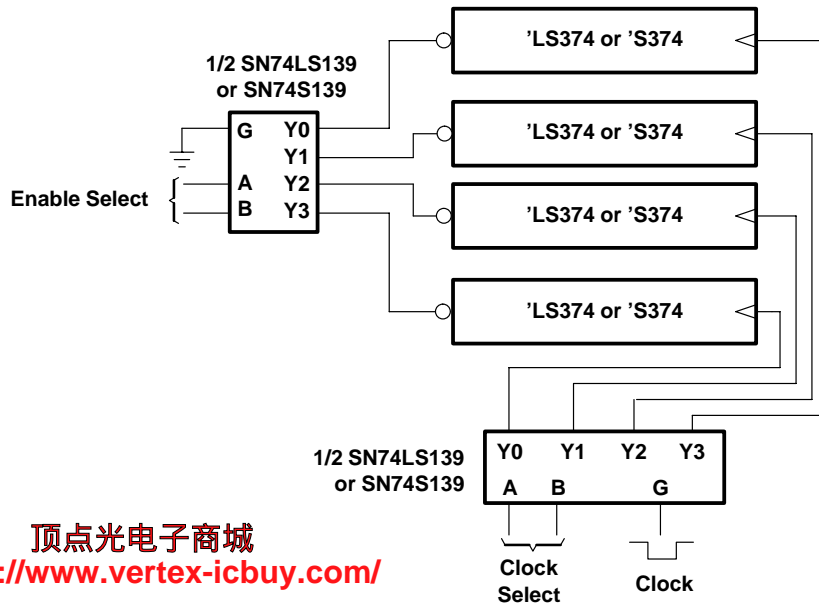 'LS374 or 'S374
1/2 SN74LS139
or SN74S139
G Y0
Y1
A Y2
B Y3
Enable Select
'LS374 or 'S374
'LS374 or 'S374
'LS374 or 'S374
1/2 SN74LS139
or SN74S139
Y0 Y1 Y2 Y3
A B G
Clock
Select
Clock
顶点光电子商城
://www.vertex-icbuy.com/